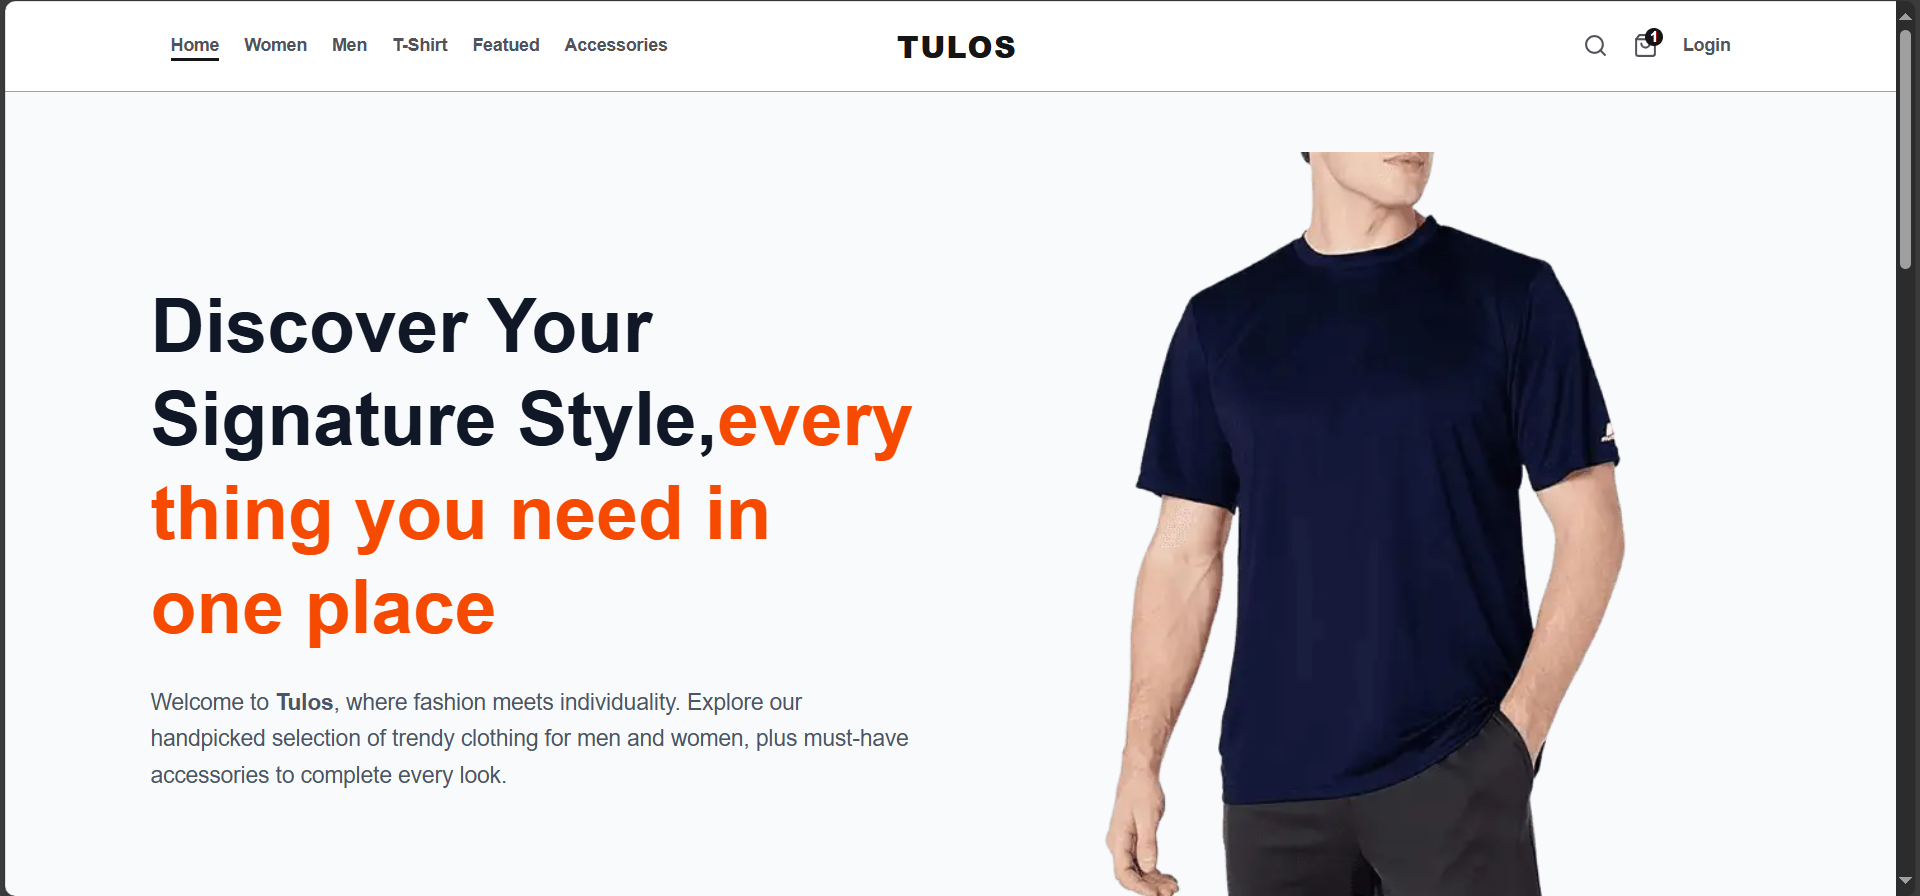 Home Women Men T-Shirt Featued Accessories TULOS 1 Login
Discover Your
Signature Style,every
thing you need in
one place
Welcome to Tulos, where fashion meets individuality. Explore our
handpicked selection of trendy clothing for men and women, plus must-have
accessories to complete every look.